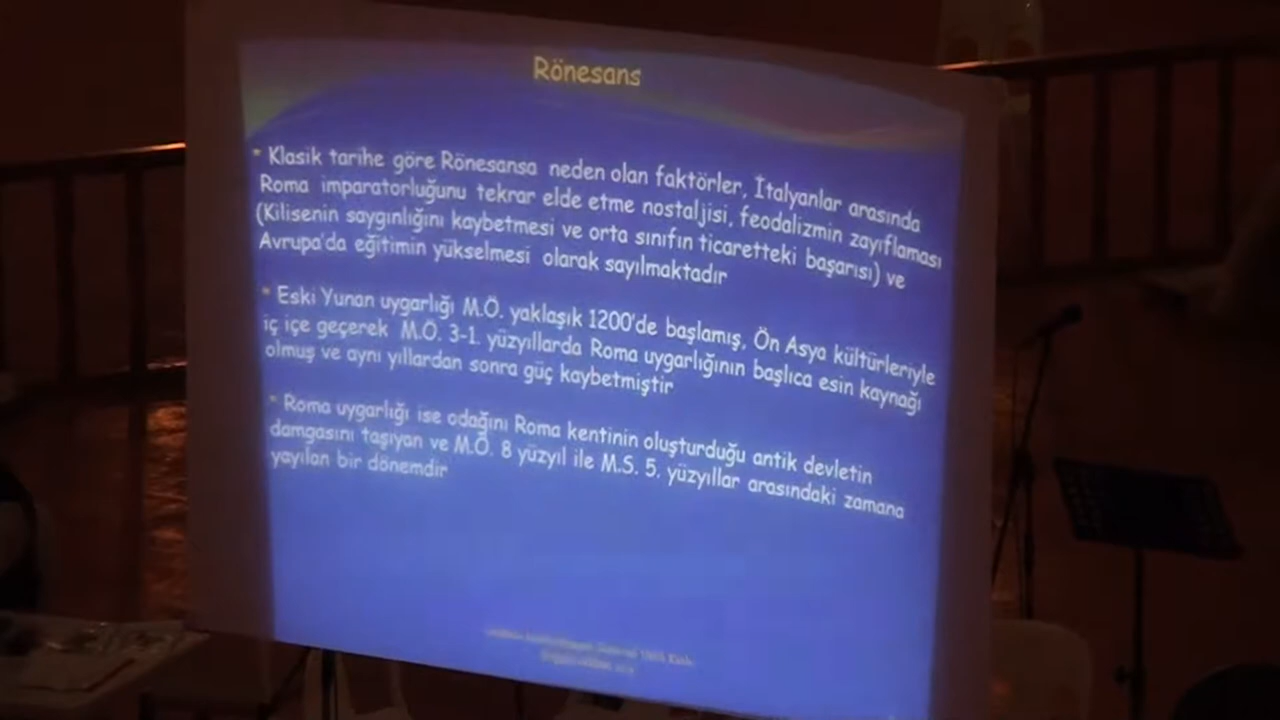 Rönesans
* Klasik tarihe göre Rönesansa neden olan faktörler, İtalyanlar arasında
Roma imparatorluğunu tekrar elde etme nostaljisi, feodalizmin zayıflaması
(Kilisenin saygınlığını kaybetmesi ve orta sınıfın ticaretteki başarısı) ve
Avrupa'da eğitimin yükselmesi olarak sayılmaktadır
* Eski Yunan uygarlığı M.Ö. yaklaşık 1200'de başlamış, Ön Asya kültürleriyle
iç içe geçerek M.Ö. 3-1. yüzyıllarda Roma uygarlığının başlıca esin kaynağı
olmuş ve aynı yıllardan sonra güç kaybetmiştir
* Roma uygarlığı ise odağını Roma kentinin oluşturduğu antik devletin
damgasını taşıyan ve M.Ö. 8 yüzyıl ile M.S. 5. yüzyıllar arasındaki zamana
yayılan bir dönemdir